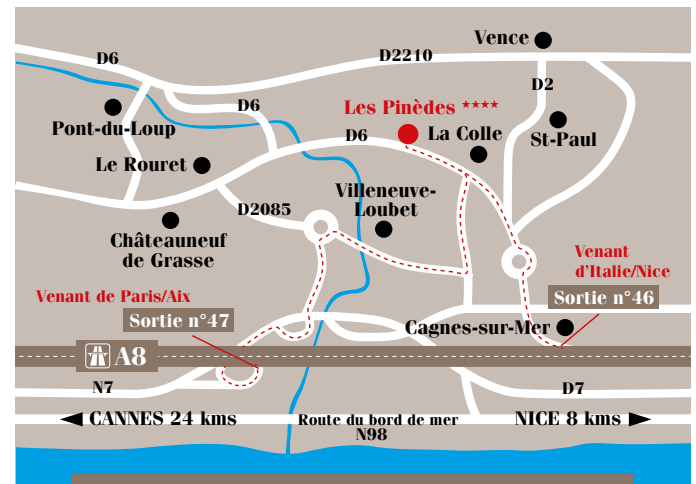 Vence
D6
D2210
D2
D6
Les Pinèdes ★★★★
Pont-du-Loup
D6
La Colle
St-Paul
Le Rouret
Villeneuve-
Loubet
D2085
Châteauneuf
de Grasse
Venant
d'Italie/Nice
Venant de Paris/Aix
Sortie n°46
Sortie n°47
Cagnes-sur-Mer
A8
N7
D7
CANNES 24 kms
Route du bord de mer
N98
NICE 8 kms